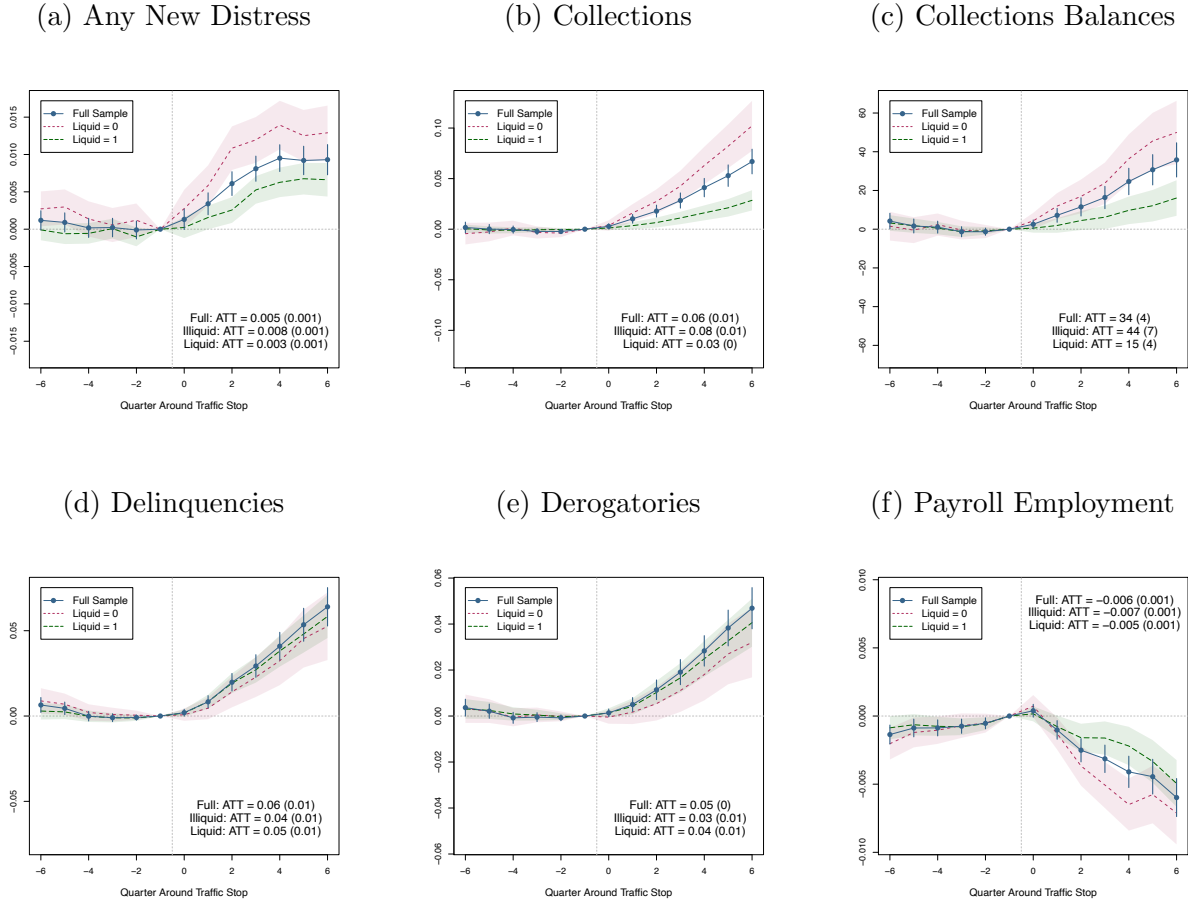 (a) Any New Distress
0.015
0.010
0.005
0.000
−0.005
−0.010
−0.015
Full Sample
Liquid = 0
Liquid = 1
Full: ATT = 0.005 (0.001)
Illiquid: ATT = 0.008 (0.001)
Liquid: ATT = 0.003 (0.001)
−6 −4 −2 0 2 4 6
Quarter Around Traffic Stop
(b) Collections
0.10
0.05
0.00
−0.05
−0.10
Full Sample
Liquid = 0
Liquid = 1
Full: ATT = 0.06 (0.01)
Illiquid: ATT = 0.08 (0.01)
Liquid: ATT = 0.03 (0)
−6 −4 −2 0 2 4 6
Quarter Around Traffic Stop
(c) Collections Balances
60
40
20
0
−20
−40
−60
Full Sample
Liquid = 0
Liquid = 1
Full: ATT = 34 (4)
Illiquid: ATT = 44 (7)
Liquid: ATT = 15 (4)
−6 −4 −2 0 2 4 6
Quarter Around Traffic Stop
(d) Delinquencies
0.05
0.00
−0.05
Full Sample
Liquid = 0
Liquid = 1
Full: ATT = 0.06 (0.01)
Illiquid: ATT = 0.04 (0.01)
Liquid: ATT = 0.05 (0.01)
−6 −4 −2 0 2 4 6
Quarter Around Traffic Stop
(e) Derogatories
0.06
0.04
0.02
0.00
−0.02
−0.04
−0.06
Full Sample
Liquid = 0
Liquid = 1
Full: ATT = 0.05 (0)
Illiquid: ATT = 0.03 (0.01)
Liquid: ATT = 0.04 (0.01)
−6 −4 −2 0 2 4 6
Quarter Around Traffic Stop
(f) Payroll Employment
0.010
0.005
0.000
−0.005
−0.010
Full Sample
Liquid = 0
Liquid = 1
Full: ATT = −0.006 (0.001)
Illiquid: ATT = −0.007 (0.001)
Liquid: ATT = −0.005 (0.001)
−6 −4 −2 0 2 4 6
Quarter Around Traffic Stop